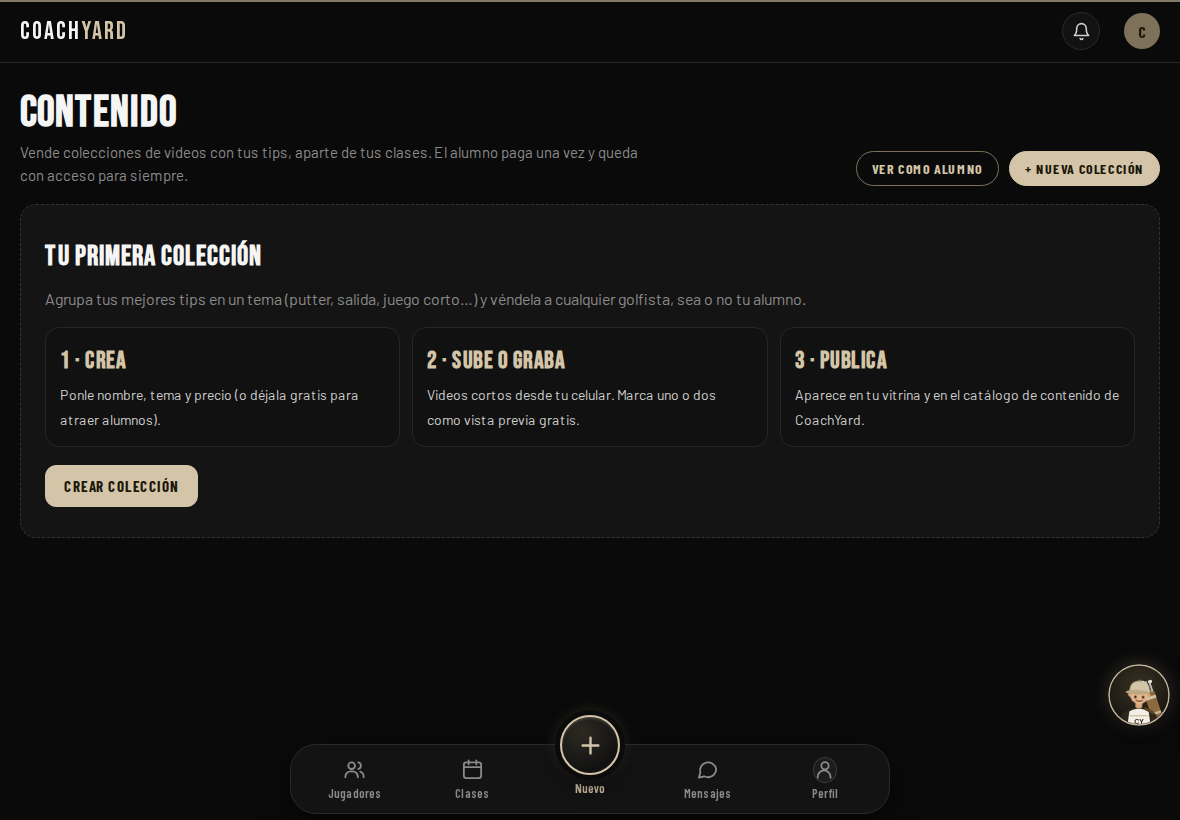 COACHYARD
C
CONTENIDO
Vende colecciones de videos con tus tips, aparte de tus clases. El alumno paga una vez y queda
con acceso para siempre.
VER COMO ALUMNO
+ NUEVA COLECCIÓN
TU PRIMERA COLECCIÓN
Agrupa tus mejores tips en un tema (putter, salida, juego corto…) y véndela a cualquier golfista, sea o no tu alumno.
1 · CREA
Ponle nombre, tema y precio (o déjala gratis para
atraer alumnos).
2 · SUBE O GRABA
Videos cortos desde tu celular. Marca uno o dos
como vista previa gratis.
3 · PUBLICA
Aparece en tu vitrina y en el catálogo de contenido de
CoachYard.
CREAR COLECCIÓN
CY
Jugadores
Clases
Nuevo
Mensajes
Perfil